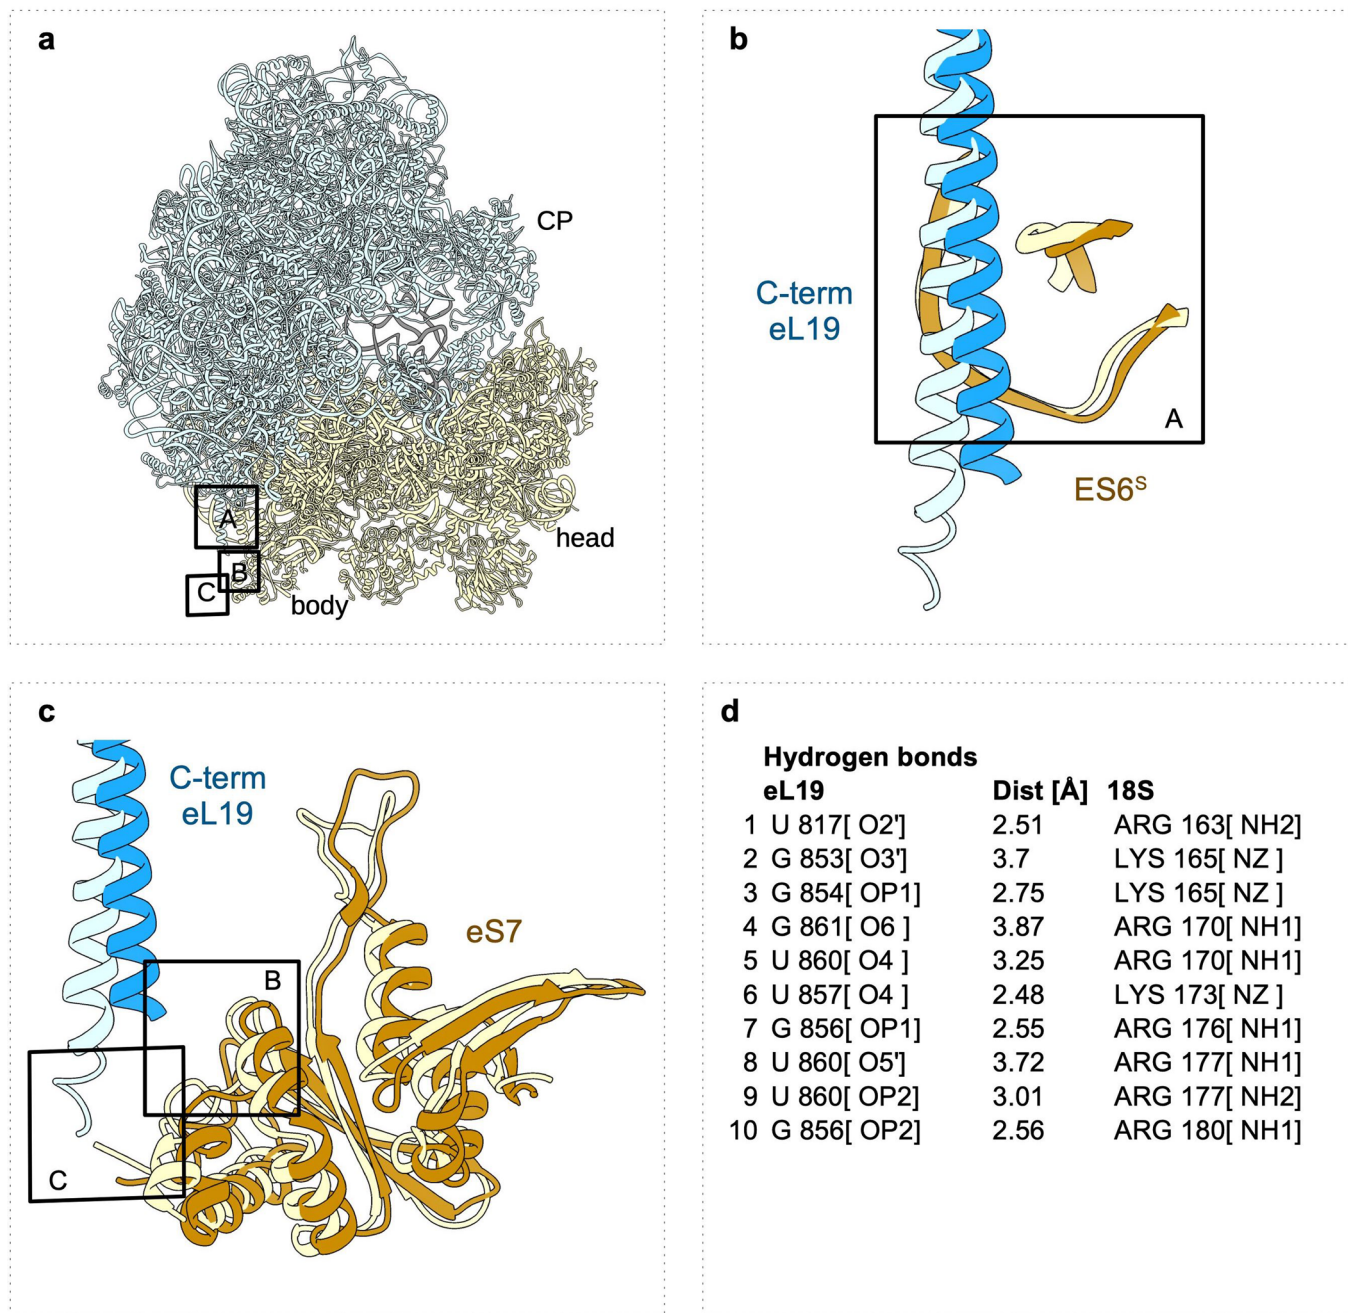 a
CP
A
B
C
head
body
b
C-term
eL19
A
ES6ˢ
c
C-term
eL19
B
eS7
C
d
Hydrogen bonds
eL19 Dist [Å] 18S
1 U 817[ O2'] 2.51 ARG 163[ NH2]
2 G 853[ O3'] 3.7 LYS 165[ NZ ]
3 G 854[ OP1] 2.75 LYS 165[ NZ ]
4 G 861[ O6 ] 3.87 ARG 170[ NH1]
5 U 860[ O4 ] 3.25 ARG 170[ NH1]
6 U 857[ O4 ] 2.48 LYS 173[ NZ ]
7 G 856[ OP1] 2.55 ARG 176[ NH1]
8 U 860[ O5'] 3.72 ARG 177[ NH1]
9 U 860[ OP2] 3.01 ARG 177[ NH2]
10 G 856[ OP2] 2.56 ARG 180[ NH1]